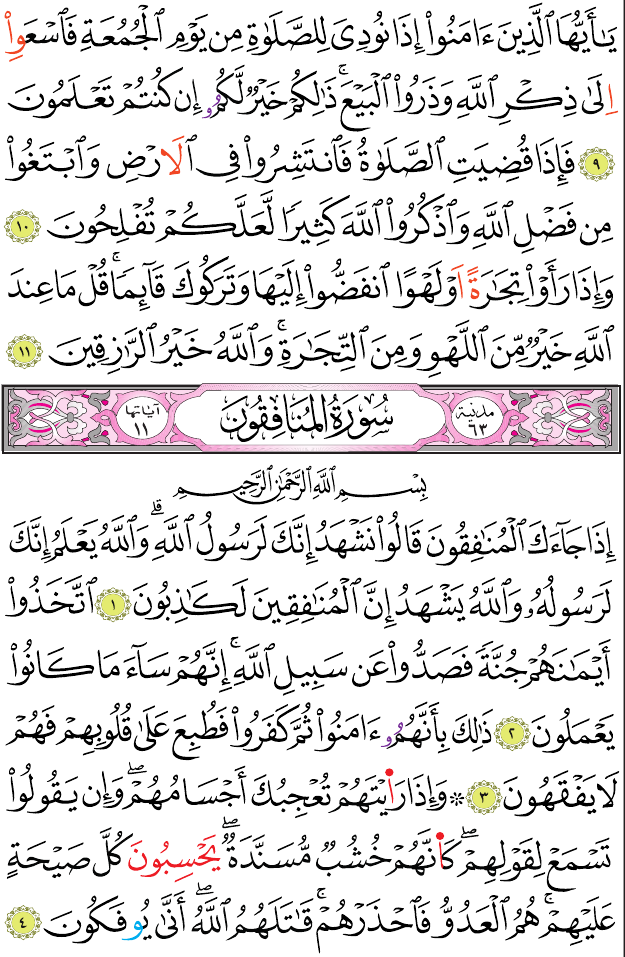 يَٰٓأَيُّهَا ٱلَّذِينَ ءَامَنُوٓا۟ إِذَا نُودِى لِلصَّلَوٰةِ مِن يَوْمِ ٱلْجُمُعَةِ فَٱسْعَوِا۟
اِلَىٰ ذِكْرِ ٱللَّهِ وَذَرُوا۟ ٱلْبَيْعَ ۚ ذَٰلِكُمْ خَيْرٌ لَّكُمُۥٓ إِن كُنتُمْ تَعْلَمُونَ
٩ فَإِذَا قُضِيَتِ ٱلصَّلَوٰةُ فَٱنتَشِرُوا۟ فِى ٱلَارْضِ وَٱبْتَغُوا۟
مِن فَضْلِ ٱللَّهِ وَٱذْكُرُوا۟ ٱللَّهَ كَثِيرًا لَّعَلَّكُمْ تُفْلِحُونَ ١٠
وَإِذَا رَأَوْا۟ تِجَٰرَةً اَوْ لَهْوًا ٱنفَضُّوٓا۟ إِلَيْهَا وَتَرَكُوكَ قَآئِمًا ۚ قُلْ مَا عِندَ
ٱللَّهِ خَيْرٌ مِّنَ ٱللَّهْوِ وَمِنَ ٱلتِّجَٰرَةِ ۚ وَٱللَّهُ خَيْرُ ٱلرَّٰزِقِينَ ١١
مدنية ٦٣ سُورَةُ الْمُنَافِقُونَ آياتها ١١
بِسْمِ ٱللَّهِ ٱلرَّحْمَٰنِ ٱلرَّحِيمِ
إِذَا جَآءَكَ ٱلْمُنَٰفِقُونَ قَالُوا۟ نَشْهَدُ إِنَّكَ لَرَسُولُ ٱللَّهِ ۗ وَٱللَّهُ يَعْلَمُ إِنَّكَ
لَرَسُولُهُۥ وَٱللَّهُ يَشْهَدُ إِنَّ ٱلْمُنَٰفِقِينَ لَكَٰذِبُونَ ١ ٱتَّخَذُوٓا۟
أَيْمَٰنَهُمْ جُنَّةً فَصَدُّوا۟ عَن سَبِيلِ ٱللَّهِ ۚ إِنَّهُمْ سَآءَ مَا كَانُوا۟
يَعْمَلُونَ ٢ ذَٰلِكَ بِأَنَّهُمُۥٓ ءَامَنُوا۟ ثُمَّ كَفَرُوا۟ فَطُبِعَ عَلَىٰ قُلُوبِهِمْ فَهُمْ
لَا يَفْقَهُونَ ٣ ۞ وَإِذَا رَأَيْتَهُمْ تُعْجِبُكَ أَجْسَامُهُمْ ۖ وَإِن يَقُولُوا۟
تَسْمَعْ لِقَوْلِهِمْ ۖ كَأَنَّهُمْ خُشُبٌ مُّسَنَّدَةٌ ۖ يَحْسِبُونَ كُلَّ صَيْحَةٍ
عَلَيْهِمْ ۚ هُمُ ٱلْعَدُوُّ فَٱحْذَرْهُمْ ۚ قَٰتَلَهُمُ ٱللَّهُ ۖ أَنَّىٰ يُوفَكُونَ ٤